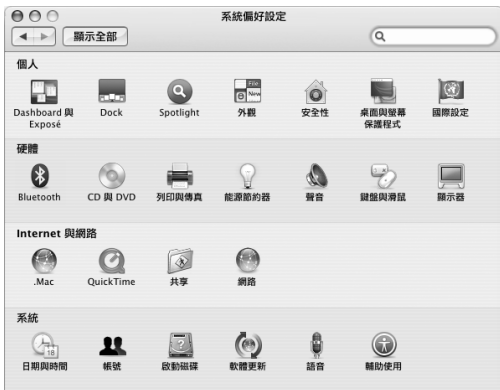 系統偏好設定
顯示全部
個人
Dashboard 與
Exposé
Dock
Spotlight
外觀
安全性
桌面與螢幕
保護程式
國際設定
硬體
Bluetooth
CD 與 DVD
列印與傳真
能源節約器
聲音
鍵盤與滑鼠
顯示器
Internet 與網路
.Mac
QuickTime
共享
網路
系統
日期與時間
帳號
啟動磁碟
軟體更新
語音
輔助使用